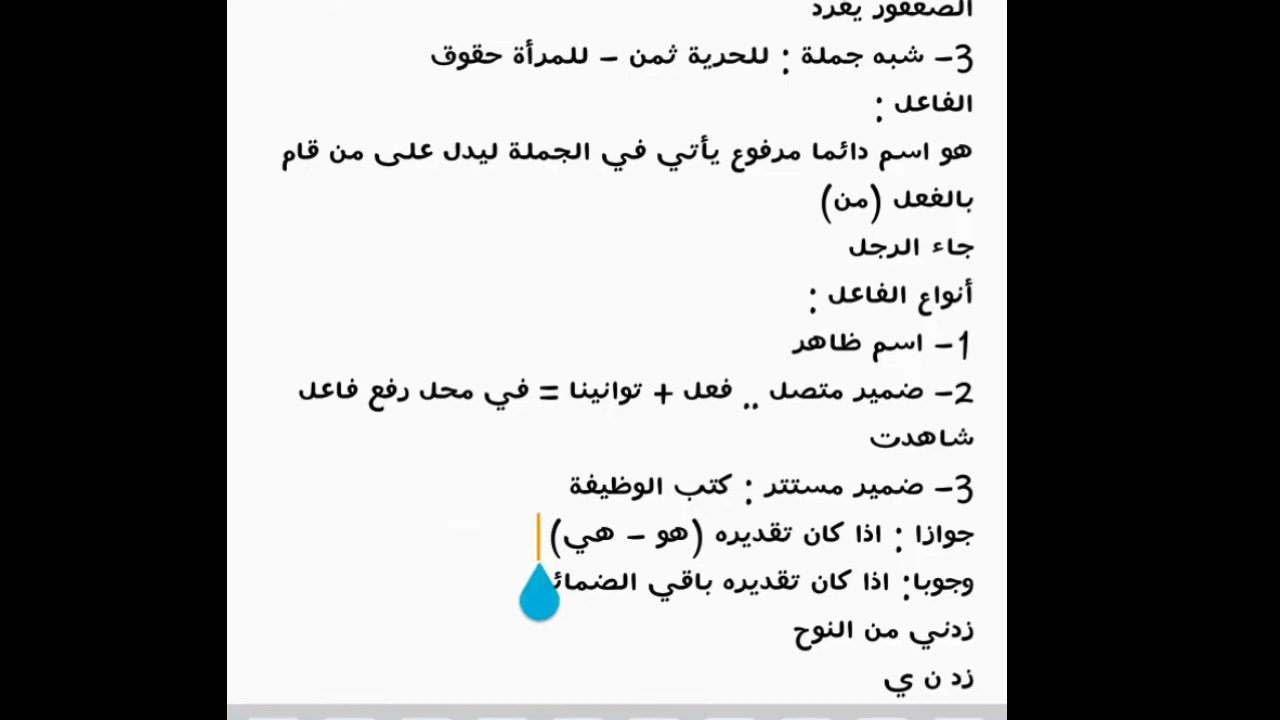 الصعفور يغرد
3- شبه جملة : للحرية ثمن - للمرأة حقوق
الفاعل :
هو اسم دائما مرفوع يأتي في الجملة ليدل على من قام
بالفعل (من)
جاء الرجل
أنواع الفاعل :
1- اسم ظاهر
2- ضمير متصل .. فعل + توانينا = في محل رفع فاعل
شاهدت
3- ضمير مستتر : كتب الوظيفة
جوازا : اذا كان تقديره (هو - هي)
وجوبا: اذا كان تقديره باقي الضمائر
زدني من النوح
زد ن ي